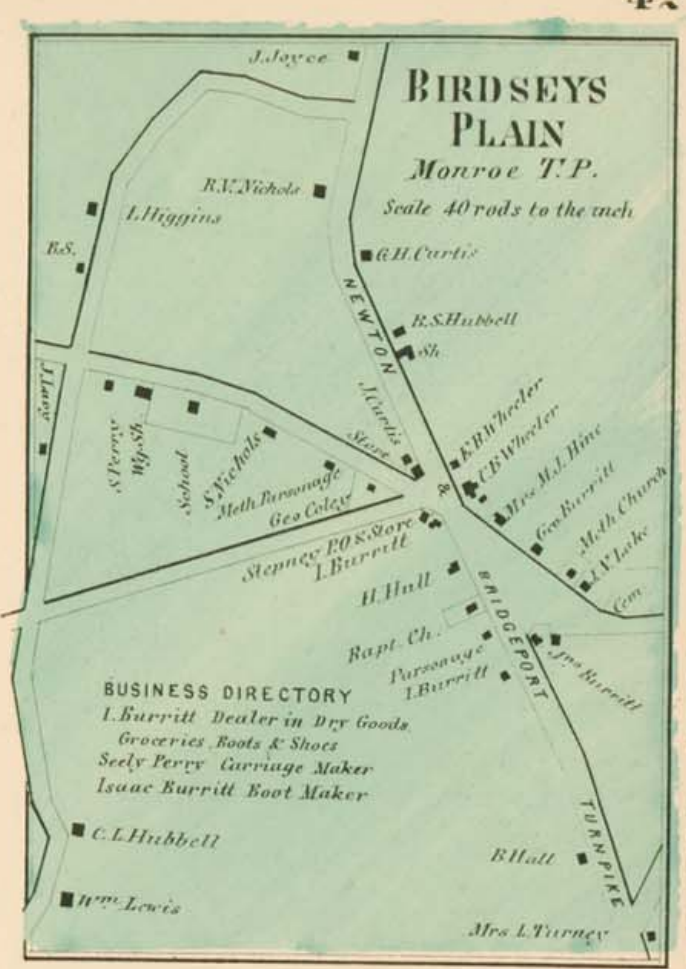 J. Joyce
BIRDSEYS
PLAIN
Monroe T.P.
Scale 40 rods to the inch
R.V. Nichols
I. Higgins
B.S.
G.H. Curtis
NEWTON
B.S. Hubbell
Sh.
J. Lacy
S. Perry
Wg. Sh.
School
S. Nichols
Meth. Parsonage
Geo Coley
J. Curtis
Store
E.B. Wheeler
C.B. Wheeler
Mrs M.J. Hine
Geo Burritt
Meth Church
J.N. Lake
Cem.
&
Stepney P.O & Store
I. Burritt
H. Hull
Bapt. Ch.
Parsonage
I. Burritt
BRIDGEPORT
Jno Burritt
BUSINESS DIRECTORY
I. Burritt Dealer in Dry Goods
Groceries, Boots & Shoes
Seely Perry Carriage Maker
Isaac Burritt Boot Maker
C.L. Hubbell
B. Hall
TURNPIKE
Wm. Lewis
Mrs L. Turney